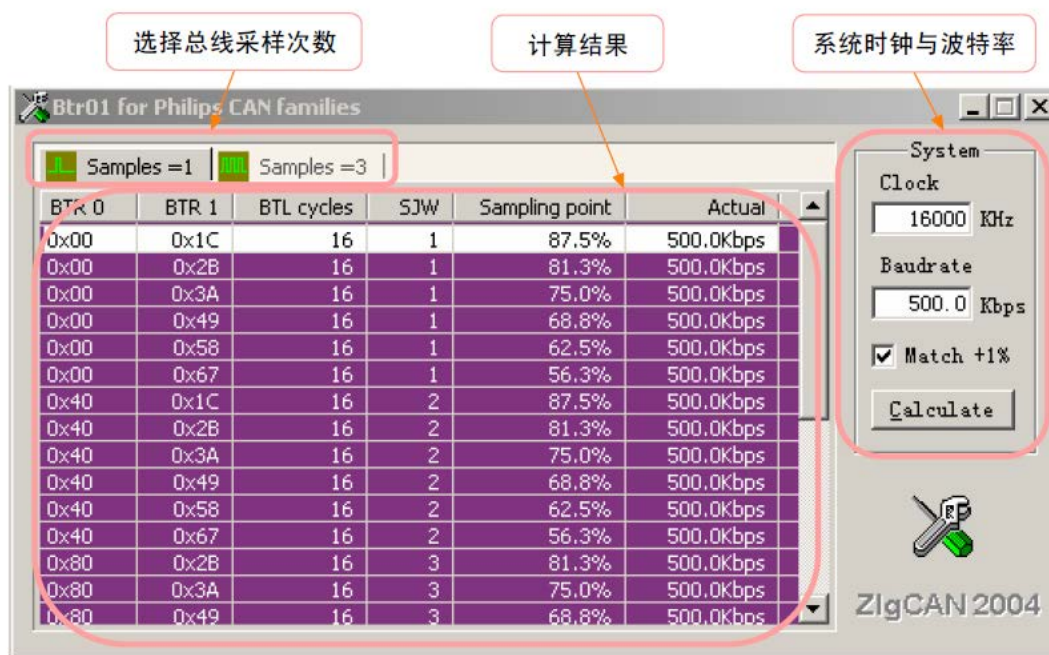 选择总线采样次数
计算结果
系统时钟与波特率
Btr01 for Philips CAN families
Samples =1 Samples =3
BTR 0 BTR 1 BTL cycles SJW Sampling point Actual
0x00 0x1C 16 1 87.5% 500.0Kbps
0x00 0x2B 16 1 81.3% 500.0Kbps
0x00 0x3A 16 1 75.0% 500.0Kbps
0x00 0x49 16 1 68.8% 500.0Kbps
0x00 0x58 16 1 62.5% 500.0Kbps
0x00 0x67 16 1 56.3% 500.0Kbps
0x40 0x1C 16 2 87.5% 500.0Kbps
0x40 0x2B 16 2 81.3% 500.0Kbps
0x40 0x3A 16 2 75.0% 500.0Kbps
0x40 0x49 16 2 68.8% 500.0Kbps
0x40 0x58 16 2 62.5% 500.0Kbps
0x40 0x67 16 2 56.3% 500.0Kbps
0x80 0x2B 16 3 81.3% 500.0Kbps
0x80 0x3A 16 3 75.0% 500.0Kbps
0x80 0x49 16 3 68.8% 500.0Kbps
System
Clock
16000 KHz
Baudrate
500.0 Kbps
Match +1%
Calculate
ZlgCAN 2004